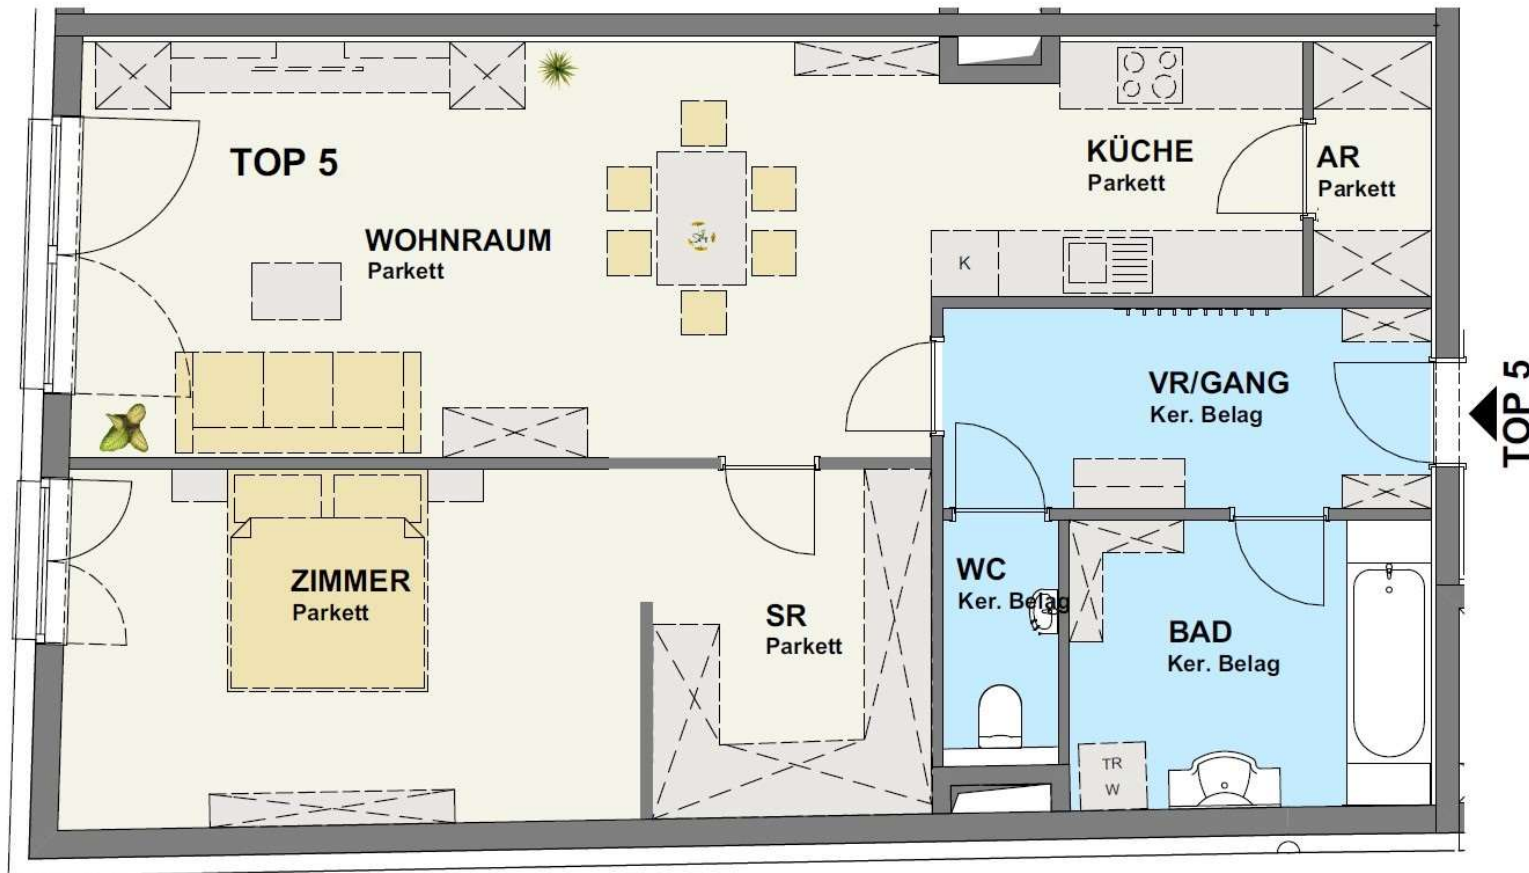 TOP 5
WOHNRAUM
Parkett
KÜCHE
Parkett
AR
Parkett
K
VR/GANG
Ker. Belag
TOP 5
ZIMMER
Parkett
SR
Parkett
WC
Ker. Belag
BAD
Ker. Belag
TR
W